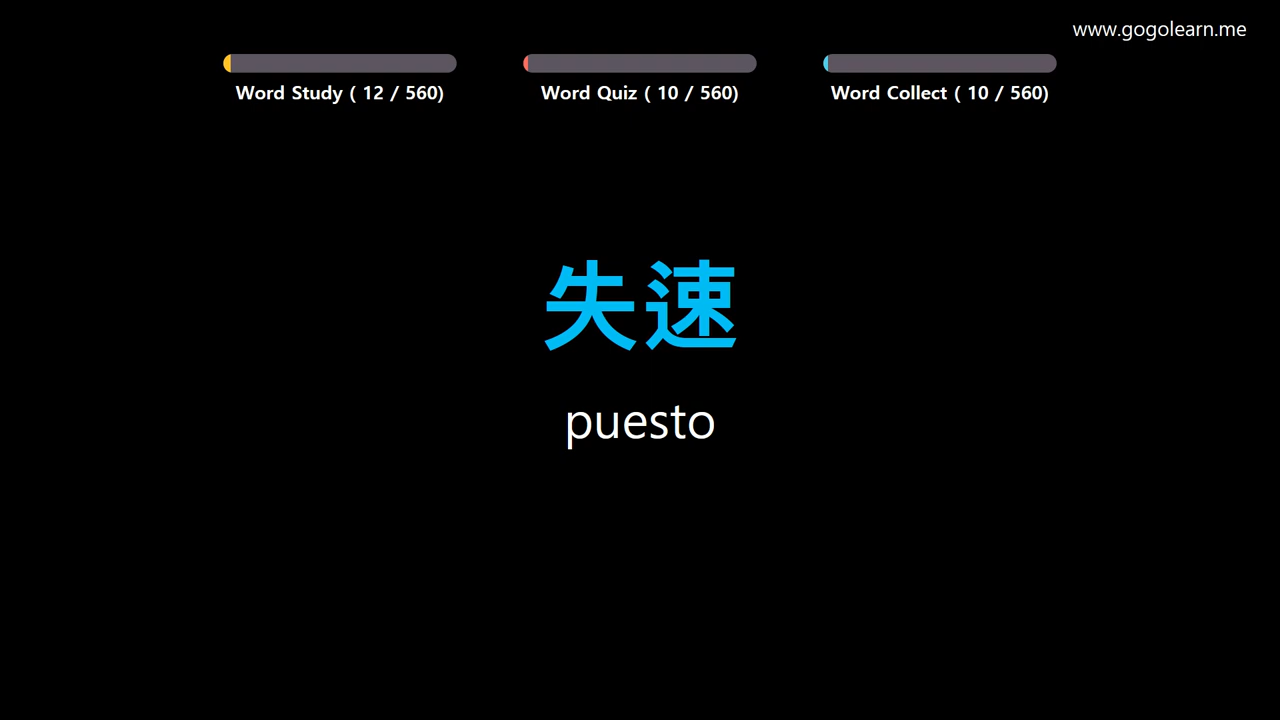 www.gogolearn.me
Word Study ( 12 / 560)
Word Quiz ( 10 / 560)
Word Collect ( 10 / 560)
失速
puesto